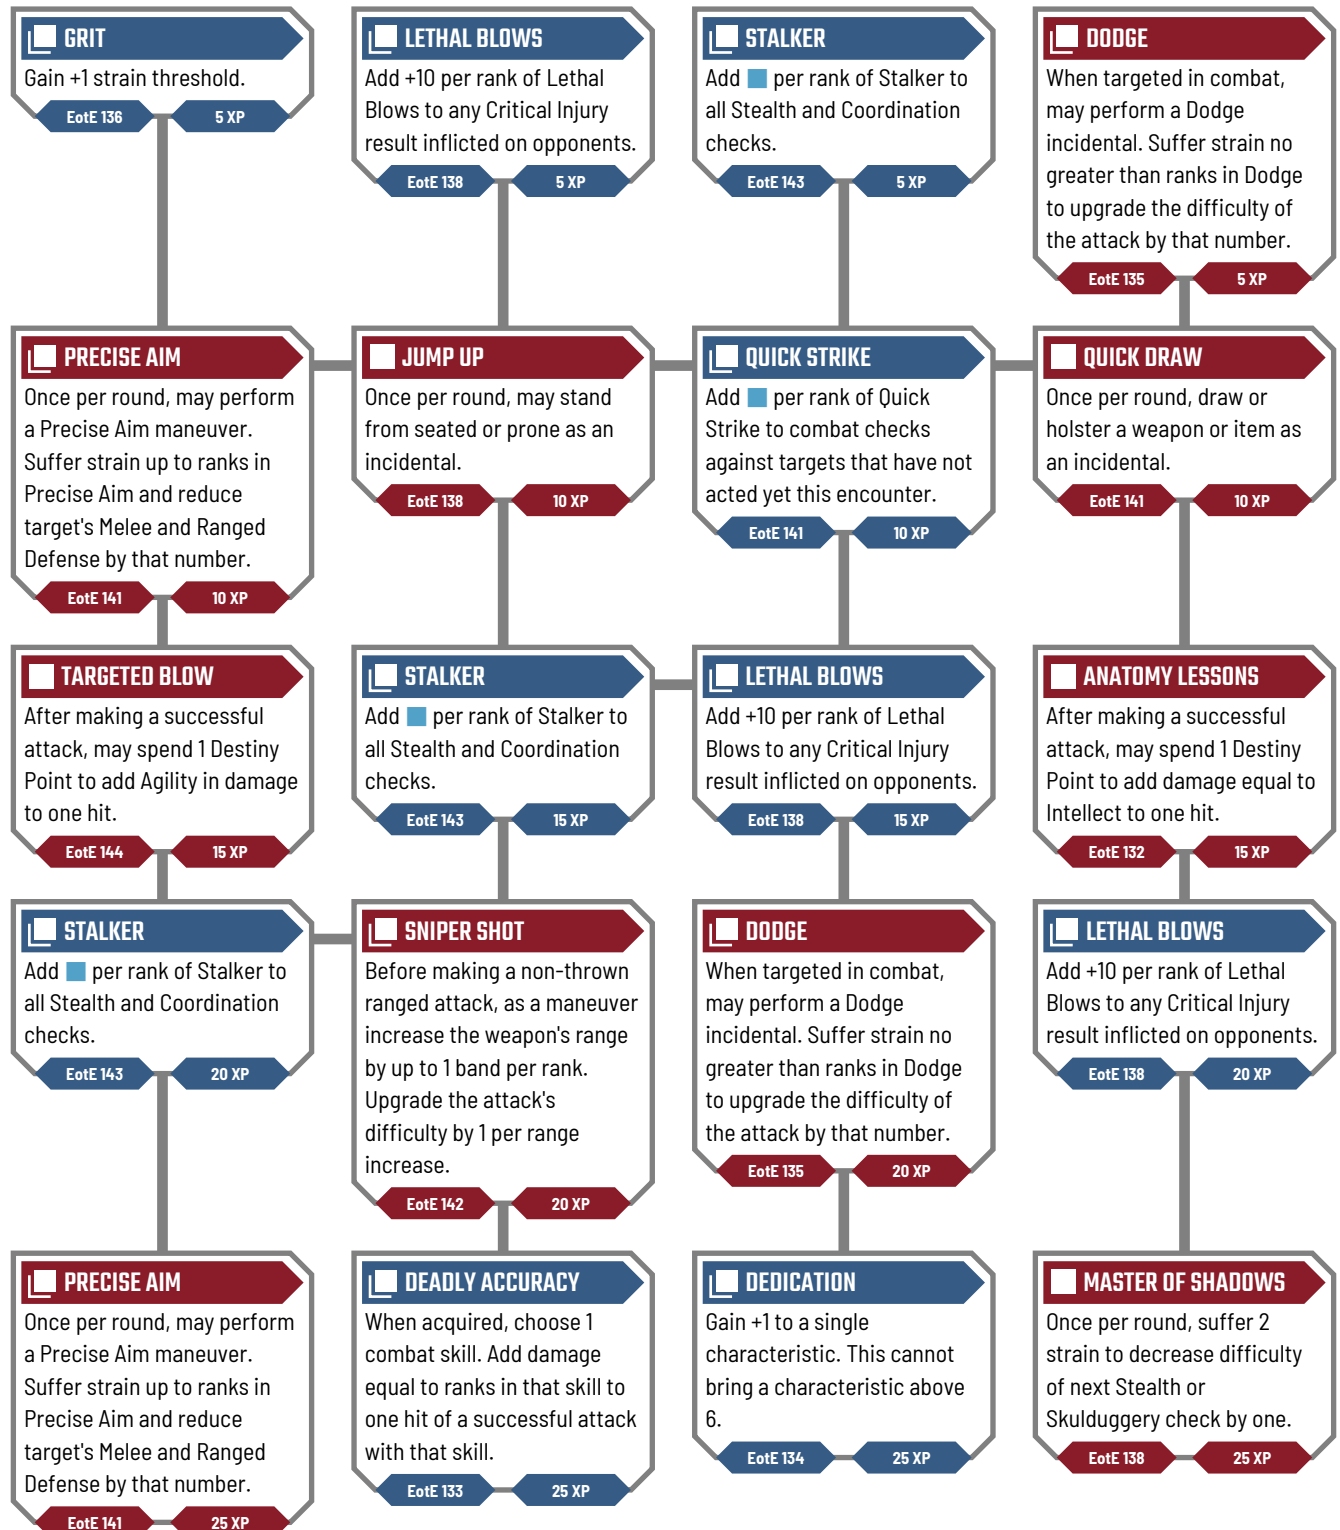 GRIT
Gain +1 strain threshold.
EotE 136
5 XP
LETHAL BLOWS
Add +10 per rank of Lethal
Blows to any Critical Injury
result inflicted on opponents.
EotE 138
5 XP
STALKER
Add per rank of Stalker to
all Stealth and Coordination
checks.
EotE 143
5 XP
DODGE
When targeted in combat,
may perform a Dodge
incidental. Suffer strain no
greater than ranks in Dodge
to upgrade the difficulty of
the attack by that number.
EotE 135
5 XP
PRECISE AIM
Once per round, may perform
a Precise Aim maneuver.
Suffer strain up to ranks in
Precise Aim and reduce
target's Melee and Ranged
Defense by that number.
EotE 141
10 XP
JUMP UP
Once per round, may stand
from seated or prone as an
incidental.
EotE 138
10 XP
QUICK STRIKE
Add per rank of Quick
Strike to combat checks
against targets that have not
acted yet this encounter.
EotE 141
10 XP
QUICK DRAW
Once per round, draw or
holster a weapon or item as
an incidental.
EotE 141
10 XP
TARGETED BLOW
After making a successful
attack, may spend 1 Destiny
Point to add Agility in damage
to one hit.
EotE 144
15 XP
STALKER
Add per rank of Stalker to
all Stealth and Coordination
checks.
EotE 143
15 XP
LETHAL BLOWS
Add +10 per rank of Lethal
Blows to any Critical Injury
result inflicted on opponents.
EotE 138
15 XP
ANATOMY LESSONS
After making a successful
attack, may spend 1 Destiny
Point to add damage equal to
Intellect to one hit.
EotE 132
15 XP
STALKER
Add per rank of Stalker to
all Stealth and Coordination
checks.
EotE 143
20 XP
SNIPER SHOT
Before making a non-thrown
ranged attack, as a maneuver
increase the weapon's range
by up to 1 band per rank.
Upgrade the attack's
difficulty by 1 per range
increase.
EotE 142
20 XP
DODGE
When targeted in combat,
may perform a Dodge
incidental. Suffer strain no
greater than ranks in Dodge
to upgrade the difficulty of
the attack by that number.
EotE 135
20 XP
LETHAL BLOWS
Add +10 per rank of Lethal
Blows to any Critical Injury
result inflicted on opponents.
EotE 138
20 XP
PRECISE AIM
Once per round, may perform
a Precise Aim maneuver.
Suffer strain up to ranks in
Precise Aim and reduce
target's Melee and Ranged
Defense by that number.
EotE 141
25 XP
DEADLY ACCURACY
When acquired, choose 1
combat skill. Add damage
equal to ranks in that skill to
one hit of a successful attack
with that skill.
EotE 133
25 XP
DEDICATION
Gain +1 to a single
characteristic. This cannot
bring a characteristic above
6.
EotE 134
25 XP
MASTER OF SHADOWS
Once per round, suffer 2
strain to decrease difficulty
of next Stealth or
Skulduggery check by one.
EotE 138
25 XP